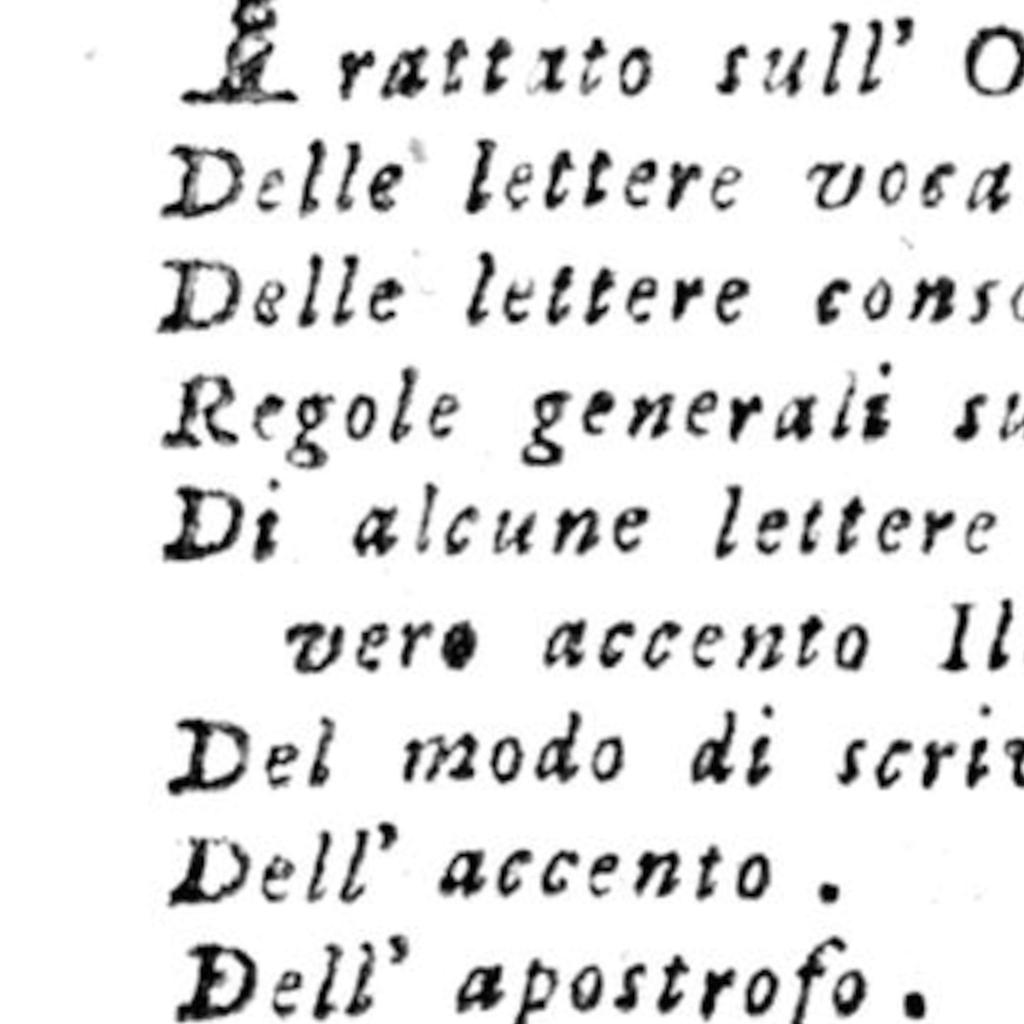 Trattato sull' O
Delle lettere voca
Delle lettere conso
Regole generali su
Di alcune lettere
vero accento Il
Del modo di scriv
Dell' accento .
Dell' apostrofo .